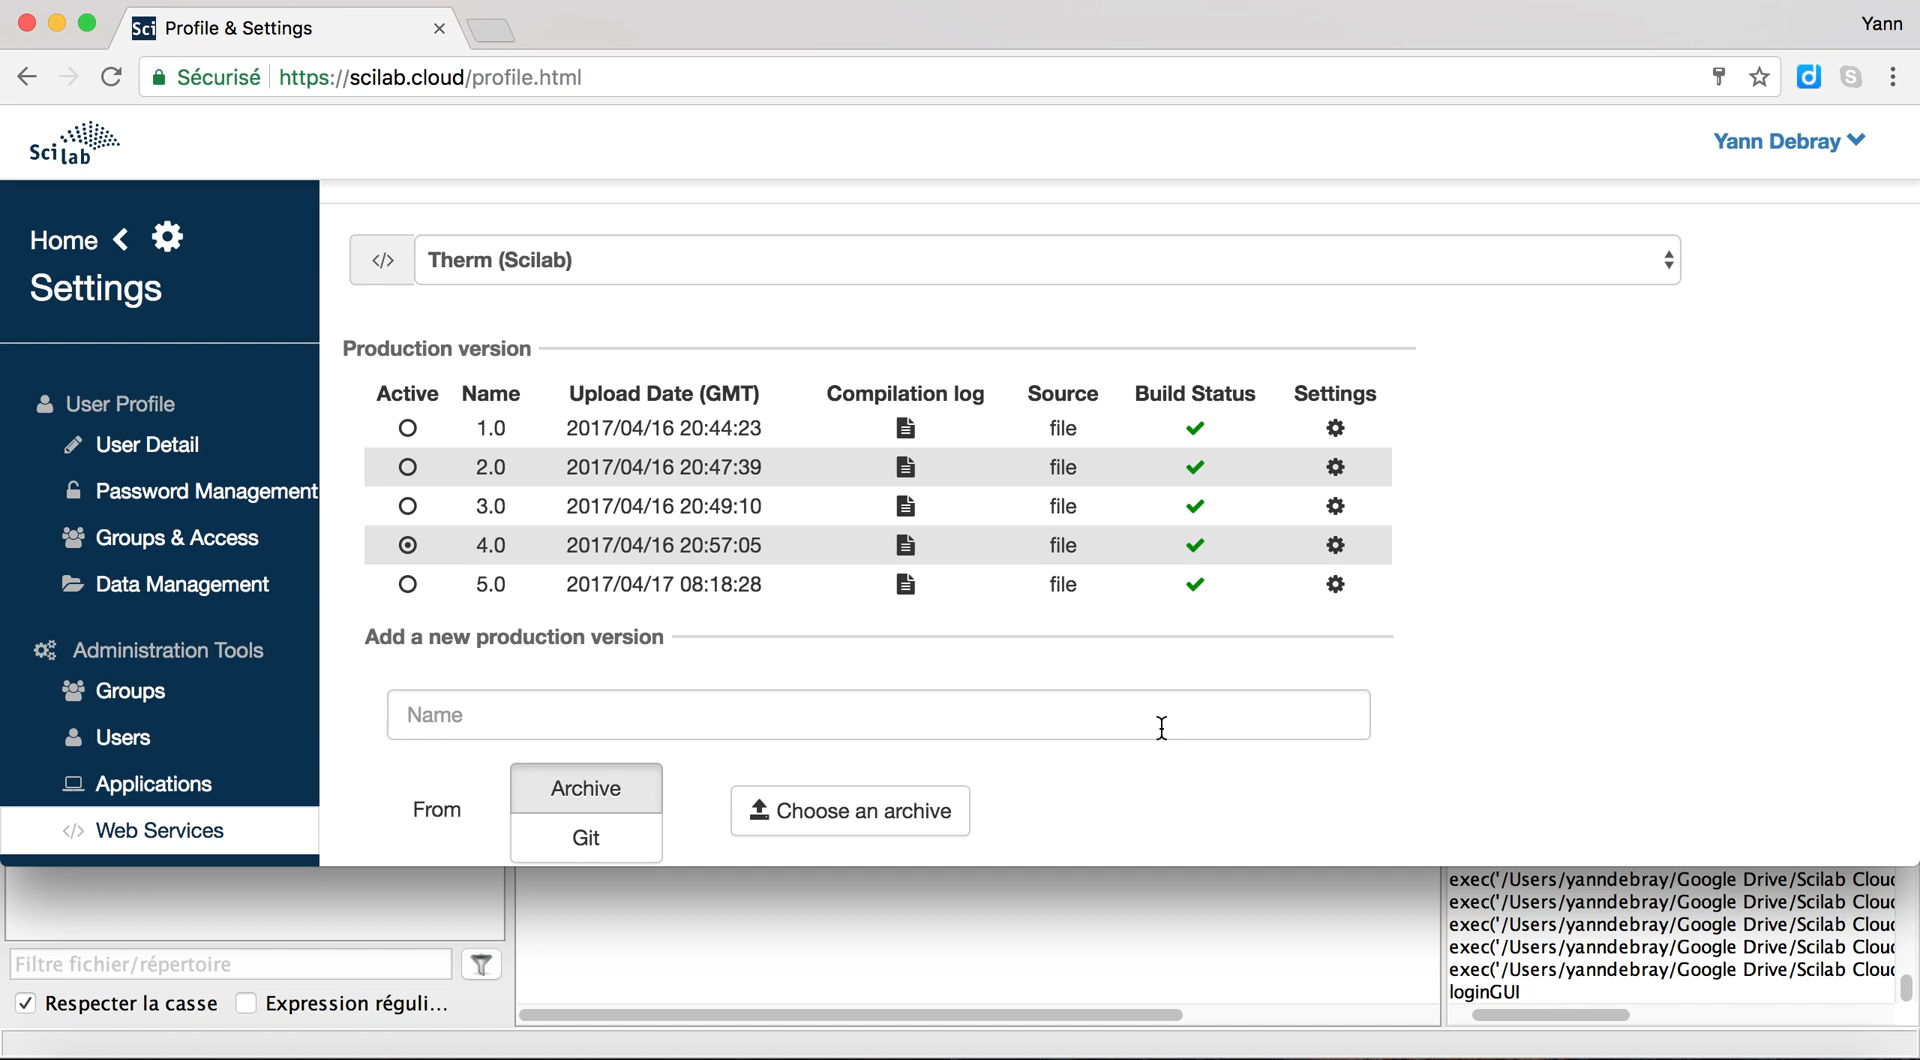 Sci Profile & Settings
Yann
Sécurisé https://scilab.cloud/profile.html
Scilab
Yann Debray
Home
Settings
User Profile
User Detail
Password Management
Groups & Access
Data Management
Administration Tools
Groups
Users
Applications
</> Web Services
</> Therm (Scilab)
Production version
Active Name Upload Date (GMT) Compilation log Source Build Status Settings
1.0 2017/04/16 20:44:23 file
2.0 2017/04/16 20:47:39 file
3.0 2017/04/16 20:49:10 file
4.0 2017/04/16 20:57:05 file
5.0 2017/04/17 08:18:28 file
Add a new production version
Name
From
Archive
Git
Choose an archive
Filtre fichier/répertoire
Respecter la casse Expression réguli...
exec('/Users/yanndebray/Google Drive/Scilab Clou
exec('/Users/yanndebray/Google Drive/Scilab Clou
exec('/Users/yanndebray/Google Drive/Scilab Clou
exec('/Users/yanndebray/Google Drive/Scilab Clou
exec('/Users/yanndebray/Google Drive/Scilab Clou
loginGUI